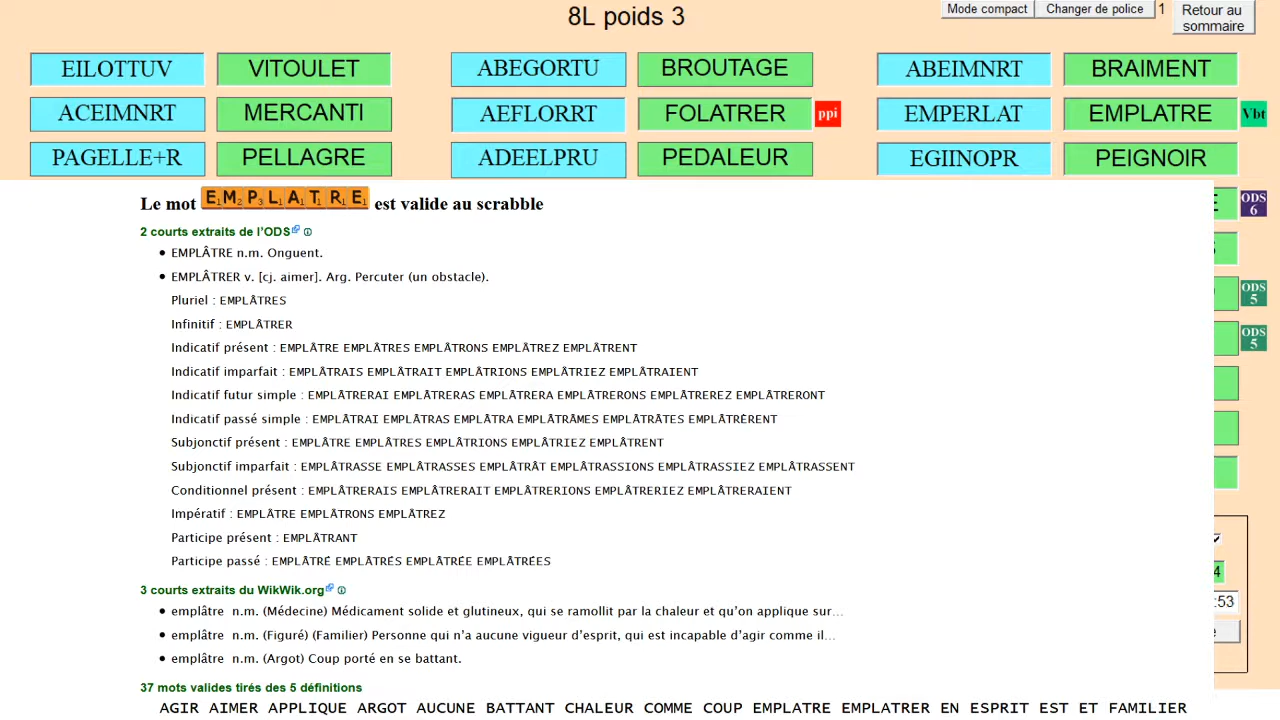 8L poids 3
Mode compact Changer de police 1 Retour au sommaire
EILOTTUV VITOULET ABEGORTU BROUTAGE ABEIMNRT BRAIMENT
ACEIMNRT MERCANTI AEFLORRT FOLATRER ppi EMPERLAT EMPLATRE Vbt
PAGELLE+R PELLAGRE ADEELPRU PEDALEUR EGIINOPR PEIGNOIR
Le mot E1M2P3L1A1T1R1E1 est valide au scrabble
ODS 6
2 courts extraits de l’ODS
• EMPLÂTRE n.m. Onguent.
• EMPLÂTRER v. [cj. aimer]. Arg. Percuter (un obstacle).
ODS 5
Pluriel : EMPLÂTRES
Infinitif : EMPLÂTRER
ODS 5
Indicatif présent : EMPLÂTRE EMPLÂTRES EMPLÂTRONS EMPLÂTREZ EMPLÂTRENT
Indicatif imparfait : EMPLÂTRAIS EMPLÂTRAIT EMPLÂTRIONS EMPLÂTRIEZ EMPLÂTRAIENT
Indicatif futur simple : EMPLÂTRERAI EMPLÂTRERAS EMPLÂTRERA EMPLÂTRERONS EMPLÂTREREZ EMPLÂTRERONT
Indicatif passé simple : EMPLÂTRAI EMPLÂTRAS EMPLÂTRA EMPLÂTRÂMES EMPLÂTRÂTES EMPLÂTRÈRENT
Subjonctif présent : EMPLÂTRE EMPLÂTRES EMPLÂTRIONS EMPLÂTRIEZ EMPLÂTRENT
Subjonctif imparfait : EMPLÂTRASSE EMPLÂTRASSES EMPLÂTRÂT EMPLÂTRASSIONS EMPLÂTRASSIEZ EMPLÂTRASSENT
Conditionnel présent : EMPLÂTRERAIS EMPLÂTRERAIT EMPLÂTRERIONS EMPLÂTRERIEZ EMPLÂTRERAIENT
Impératif : EMPLÂTRE EMPLÂTRONS EMPLÂTREZ
Participe présent : EMPLÂTRANT
Participe passé : EMPLÂTRÉ EMPLÂTRÉS EMPLÂTRÉE EMPLÂTRÉES
4
3 courts extraits du WikWik.org
:53
• emplâtre n.m. (Médecine) Médicament solide et glutineux, qui se ramollit par la chaleur et qu’on applique sur…
• emplâtre n.m. (Figuré) (Familier) Personne qui n’a aucune vigueur d’esprit, qui est incapable d’agir comme il…
• emplâtre n.m. (Argot) Coup porté en se battant.
37 mots valides tirés des 5 définitions
AGIR AIMER APPLIQUE ARGOT AUCUNE BATTANT CHALEUR COMME COUP EMPLATRE EMPLATRER EN ESPRIT EST ET FAMILIER